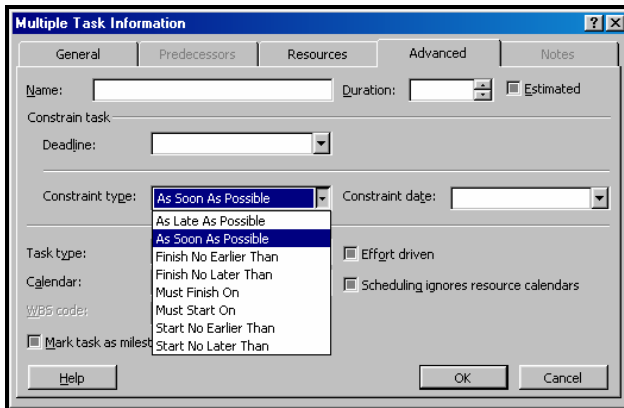 Multiple Task Information
General Predecessors Resources Advanced Notes
Name: Duration: Estimated
Constrain task
Deadline:
Constraint type: As Soon As Possible Constraint date:
As Late As Possible
As Soon As Possible
Task type: Finish No Earlier Than Effort driven
Finish No Later Than
Calendar: Must Finish On Scheduling ignores resource calendars
WBS code: Must Start On
Start No Earlier Than
Mark task as milest Start No Later Than
Help OK Cancel